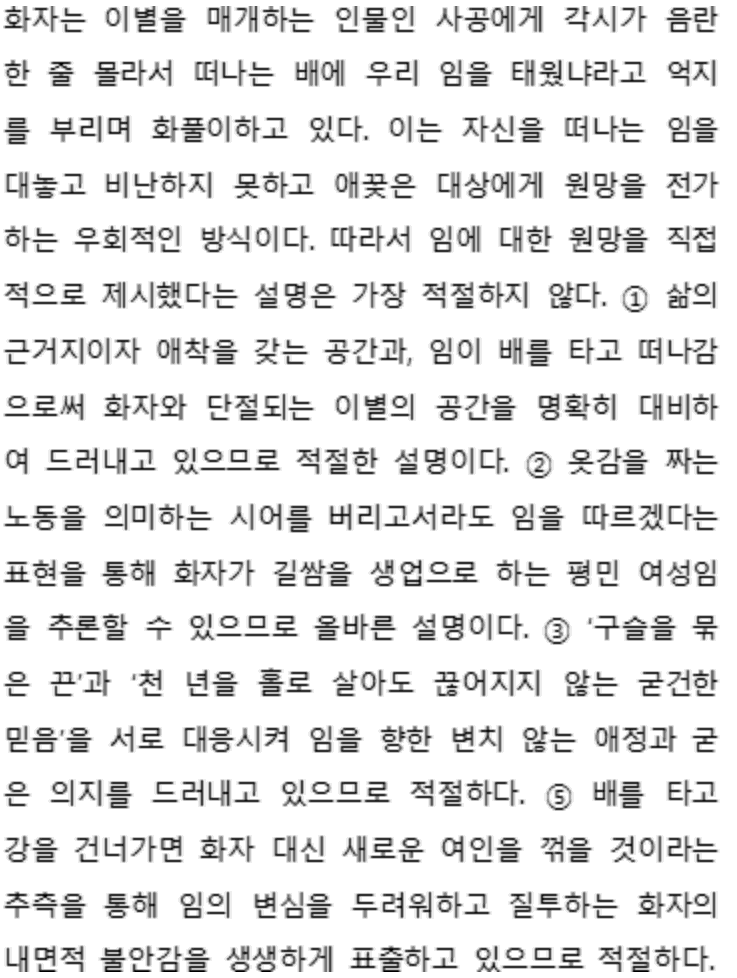 화자는 이별을 매개하는 인물인 사공에게 각시가 음란
한 줄 몰라서 떠나는 배에 우리 임을 태웠냐라고 억지
를 부리며 화풀이하고 있다. 이는 자신을 떠나는 임을
대놓고 비난하지 못하고 애꿎은 대상에게 원망을 전가
하는 우회적인 방식이다. 따라서 임에 대한 원망을 직접
적으로 제시했다는 설명은 가장 적절하지 않다. ① 삶의
근거지이자 애착을 갖는 공간과, 임이 배를 타고 떠나감
으로써 화자와 단절되는 이별의 공간을 명확히 대비하
여 드러내고 있으므로 적절한 설명이다. ② 옷감을 짜는
노동을 의미하는 시어를 버리고서라도 임을 따르겠다는
표현을 통해 화자가 길쌈을 생업으로 하는 평민 여성임
을 추론할 수 있으므로 올바른 설명이다. ③ ‘구슬을 묶
은 끈’과 ‘천 년을 홀로 살아도 끊어지지 않는 굳건한
믿음’을 서로 대응시켜 임을 향한 변치 않는 애정과 굳
은 의지를 드러내고 있으므로 적절하다. ⑤ 배를 타고
강을 건너가면 화자 대신 새로운 여인을 꺾을 것이라는
추측을 통해 임의 변심을 두려워하고 질투하는 화자의
내면적 불안감을 생생하게 표출하고 있으므로 적절하다.